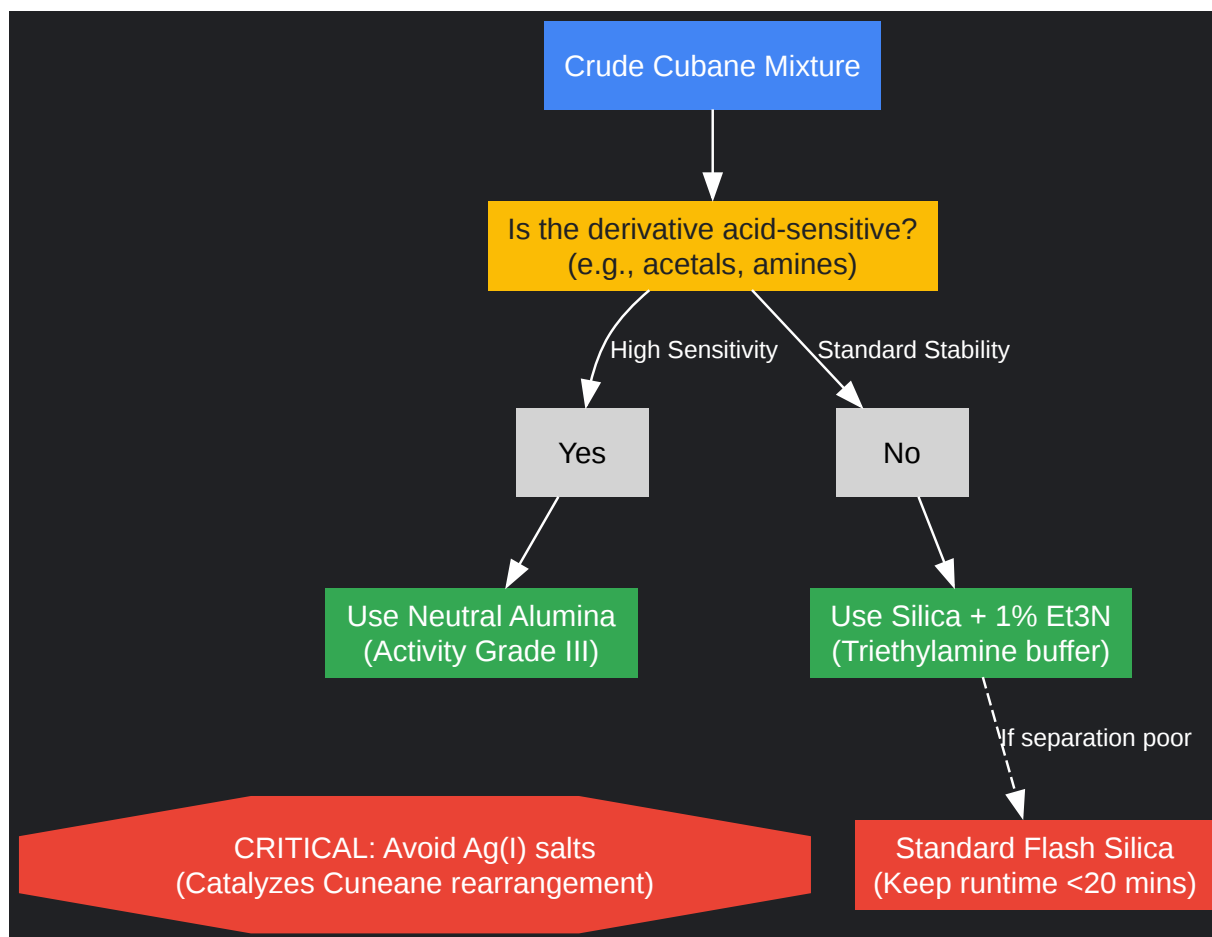 Crude Cubane Mixture
Is the derivative acid-sensitive?
(e.g., acetals, amines)
High Sensitivity
Standard Stability
Yes
No
Use Neutral Alumina
(Activity Grade III)
Use Silica + 1% Et3N
(Triethylamine buffer)
If separation poor
CRITICAL: Avoid Ag(I) salts
(Catalyzes Cuneane rearrangement)
Standard Flash Silica
(Keep runtime <20 mins)